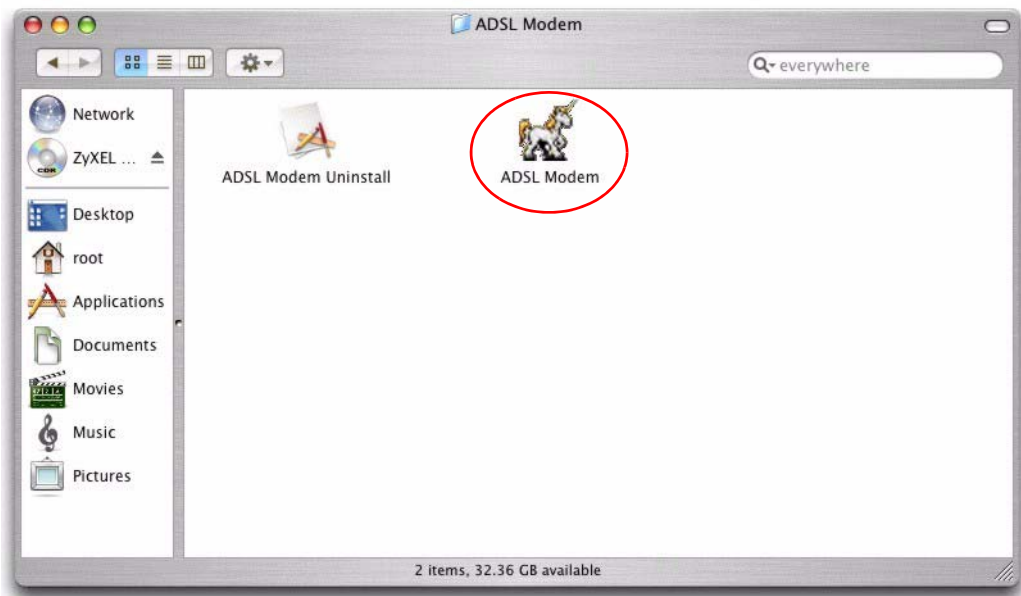 ADSL Modem
everywhere
Network
ZyXEL ...
CDR
Desktop
root
Applications
Documents
Movies
Music
Pictures
ADSL Modem Uninstall
ADSL Modem
2 items, 32.36 GB available